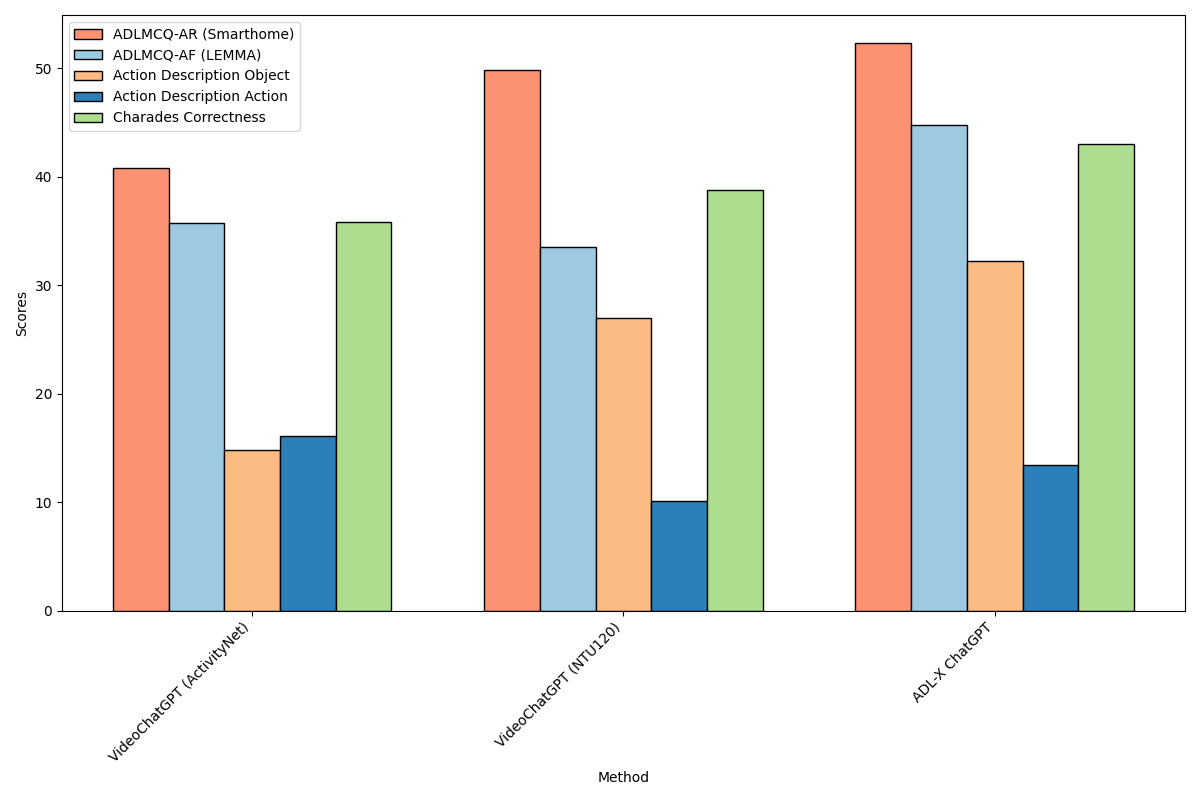 ADLMCQ-AR (Smarthome)
ADLMCQ-AF (LEMMA)
Action Description Object
Action Description Action
Charades Correctness
Scores
50
40
30
20
10
0
VideoChatGPT (ActivityNet)
VideoChatGPT (NTU120)
ADL-X ChatGPT
Method